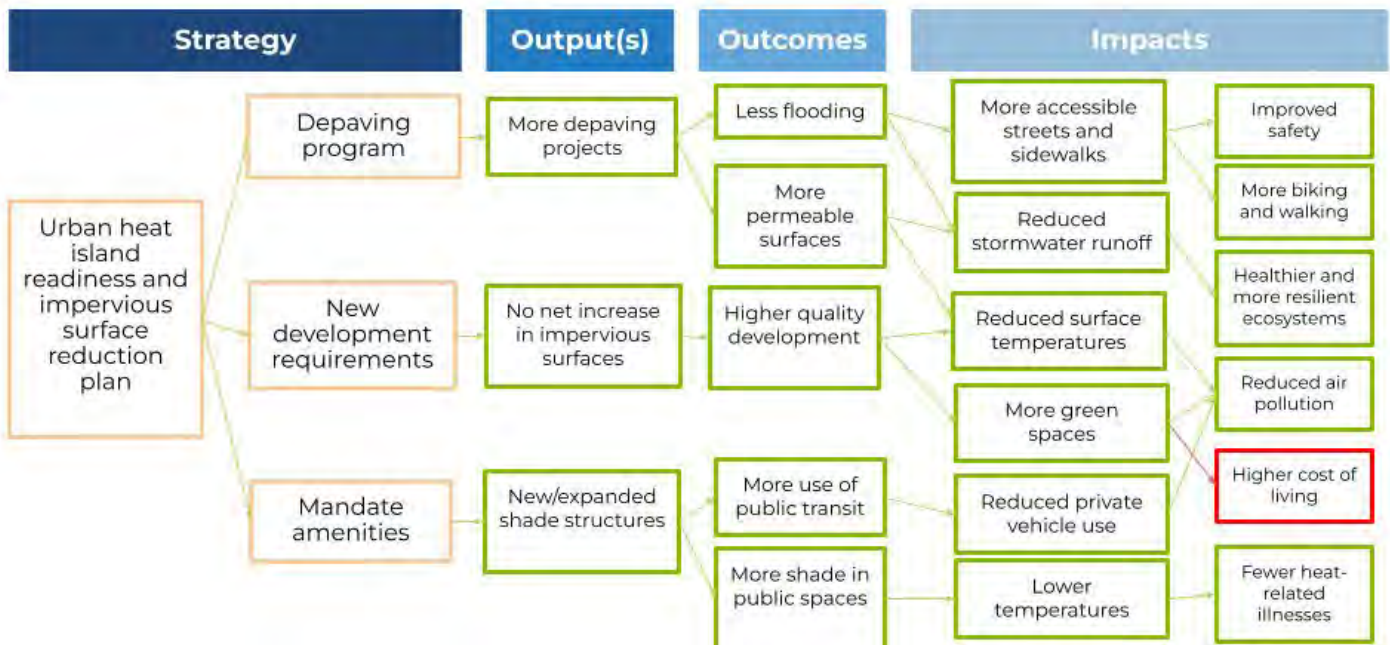 Strategy
Output(s)
Outcomes
Impacts
Urban heat
island
readiness and
impervious
surface
reduction
plan
Depaving
program
New
development
requirements
Mandate
amenities
More depaving
projects
No net increase
in impervious
surfaces
New/expanded
shade structures
Less flooding
More
permeable
surfaces
Higher quality
development
More use of
public transit
More shade in
public spaces
More accessible
streets and
sidewalks
Reduced
stormwater runoff
Reduced surface
temperatures
More green
spaces
Reduced private
vehicle use
Lower
temperatures
Improved
safety
More biking
and walking
Healthier and
more resilient
ecosystems
Reduced air
pollution
Higher cost of
living
Fewer heat-
related
illnesses